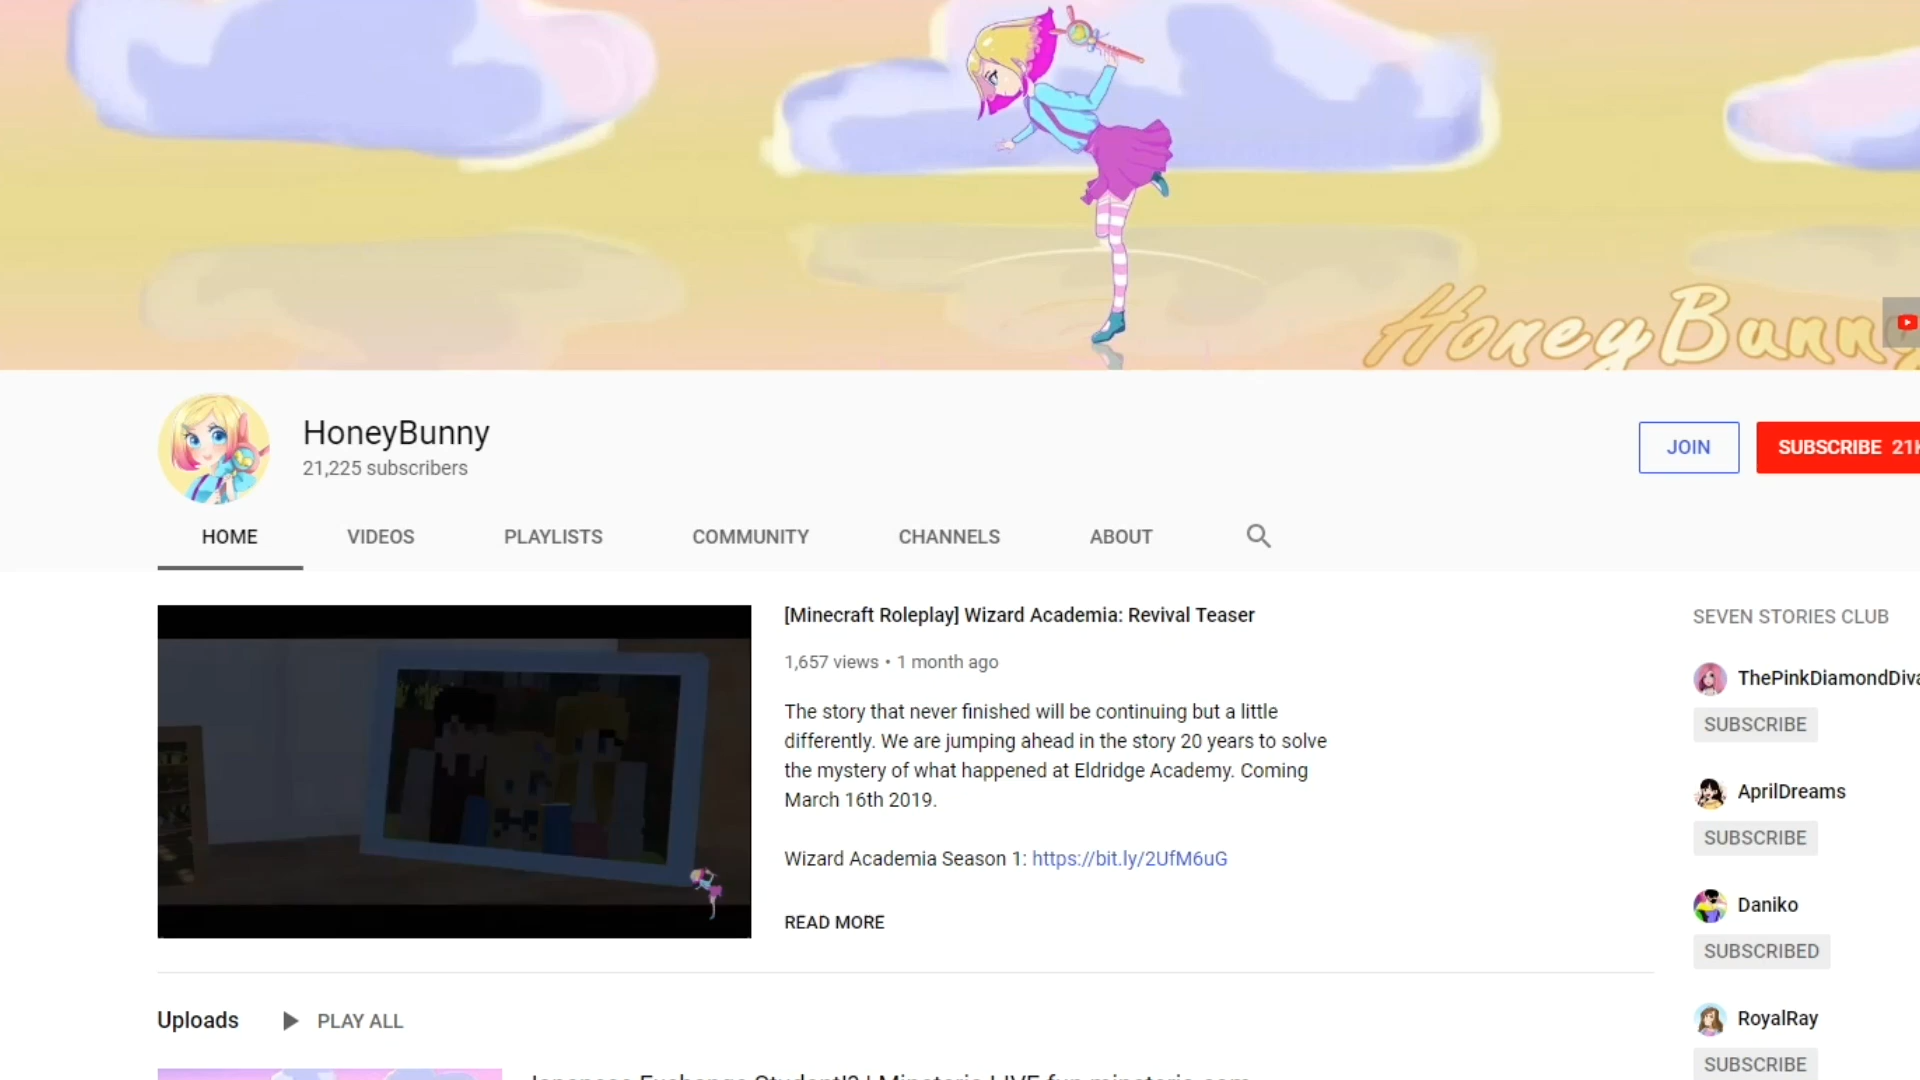 HoneyBunny
HoneyBunny
21,225 subscribers
JOIN
SUBSCRIBE 21K
HOME
VIDEOS
PLAYLISTS
COMMUNITY
CHANNELS
ABOUT
[Minecraft Roleplay] Wizard Academia: Revival Teaser
1,657 views • 1 month ago
The story that never finished will be continuing but a little
differently. We are jumping ahead in the story 20 years to solve
the mystery of what happened at Eldridge Academy. Coming
March 16th 2019.
Wizard Academia Season 1: https://bit.ly/2UfM6uG
READ MORE
SEVEN STORIES CLUB
ThePinkDiamondDiva
SUBSCRIBE
AprilDreams
SUBSCRIBE
Daniko
SUBSCRIBED
RoyalRay
SUBSCRIBE
Uploads
PLAY ALL